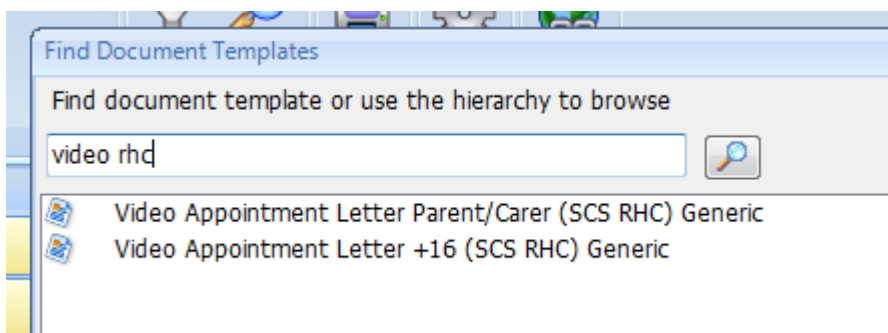 Find Document Templates
Find document template or use the hierarchy to browse
video rhc
Video Appointment Letter Parent/Carer (SCS RHC) Generic
Video Appointment Letter +16 (SCS RHC) Generic